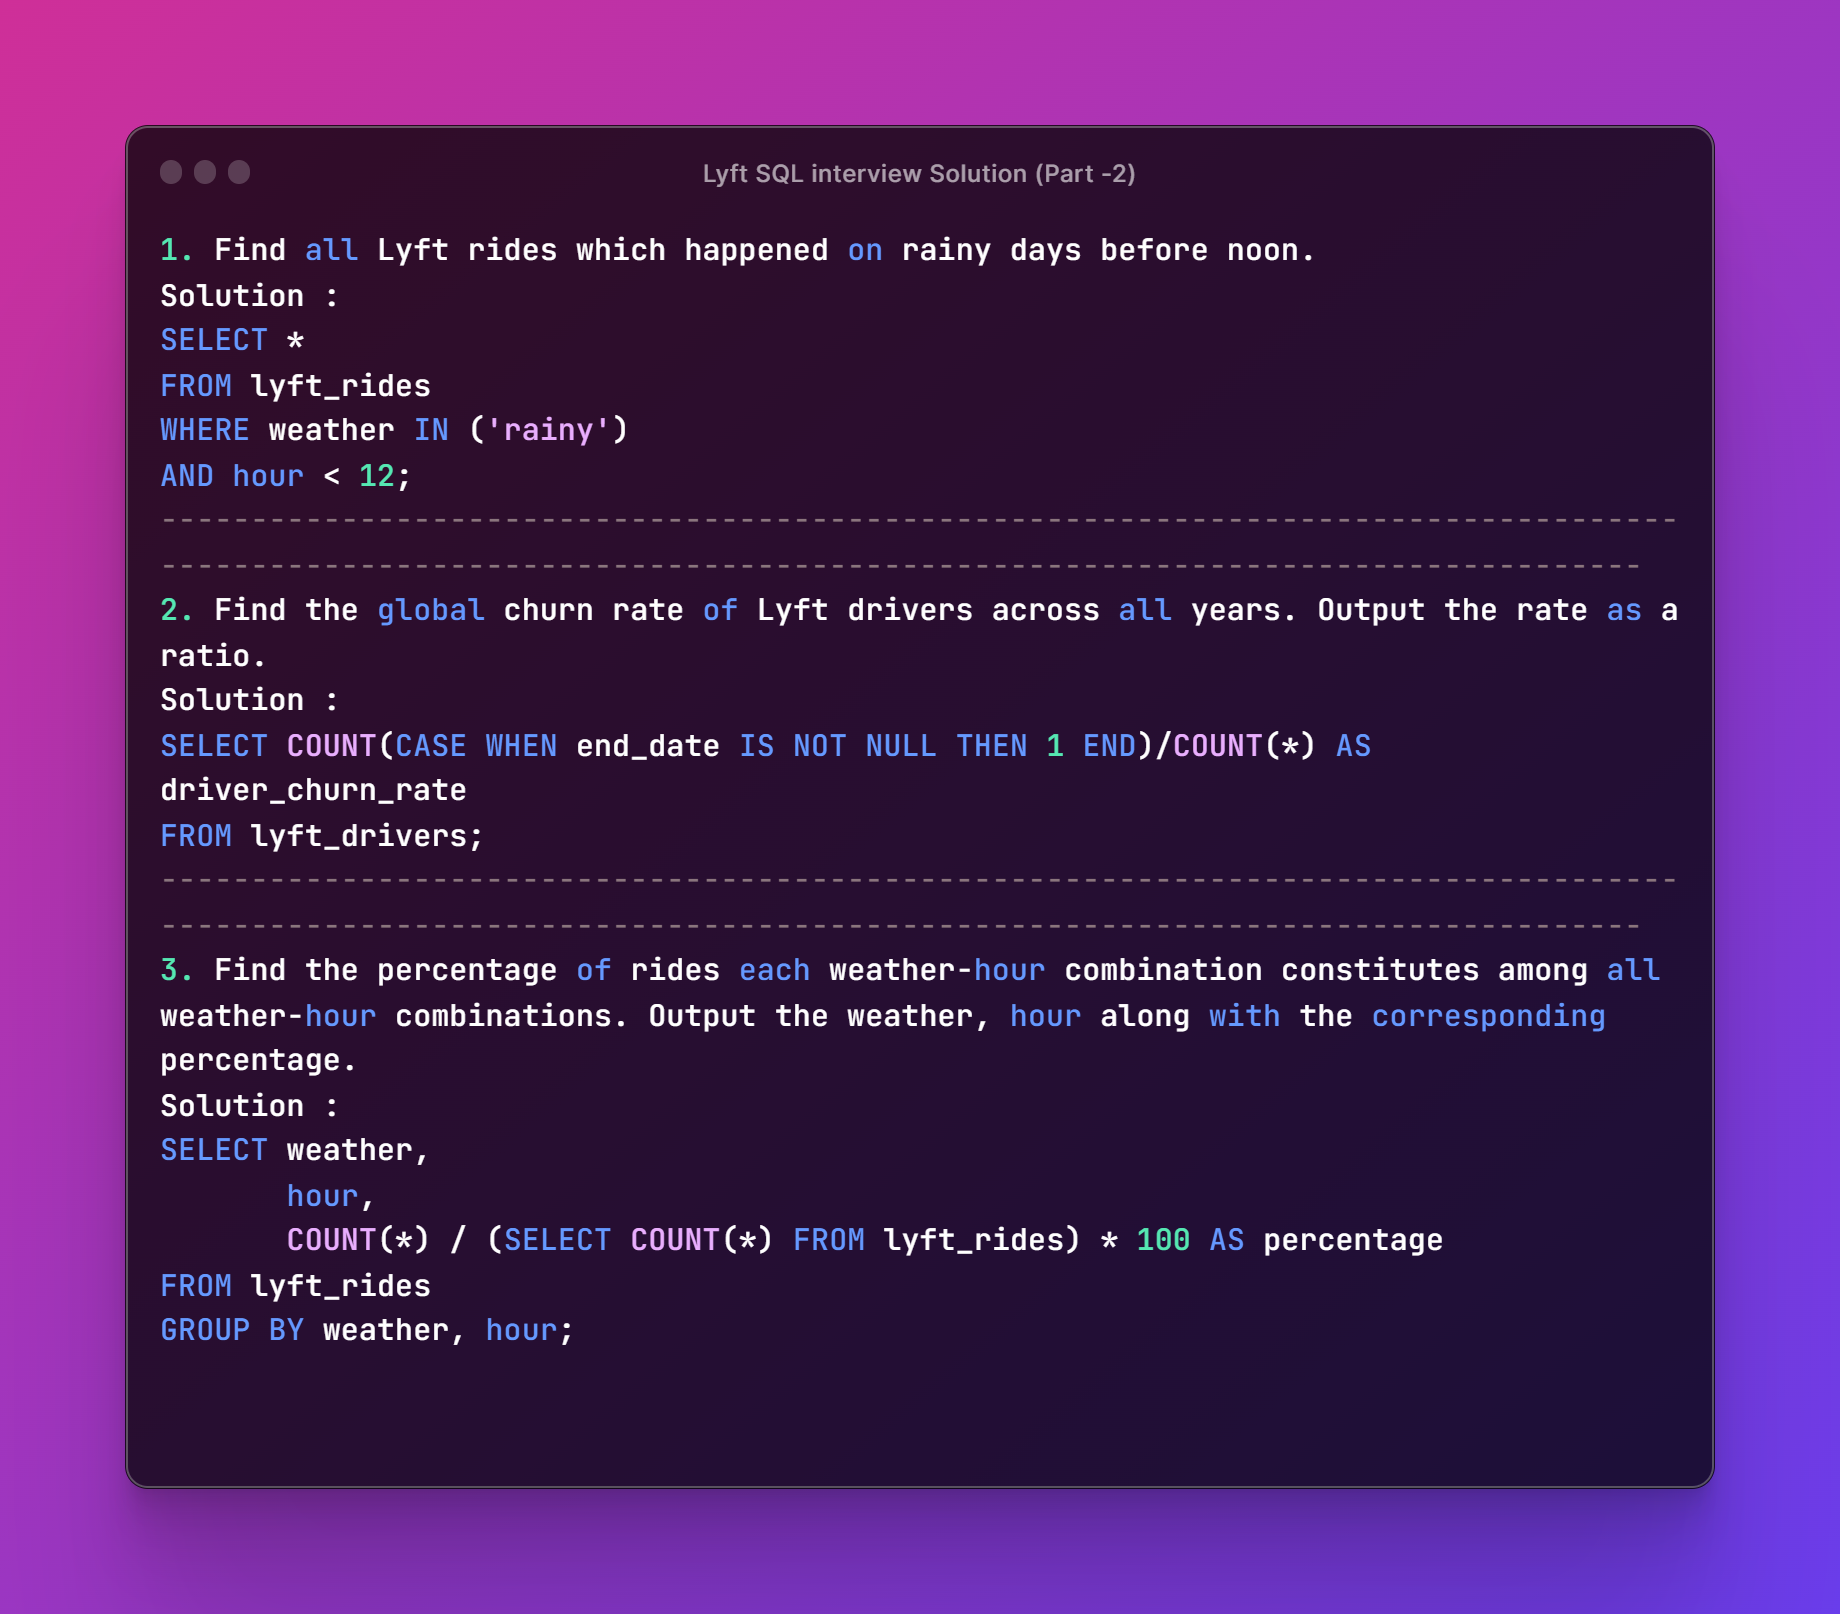 Lyft SQL interview Solution (Part -2)
1. Find all Lyft rides which happened on rainy days before noon.
Solution :
SELECT *
FROM lyft_rides
WHERE weather IN ('rainy')
AND hour < 12;
------------------------------------------------------------------------------------
----------------------------------------------------------------------------------
2. Find the global churn rate of Lyft drivers across all years. Output the rate as a
ratio.
Solution :
SELECT COUNT(CASE WHEN end_date IS NOT NULL THEN 1 END)/COUNT(*) AS
driver_churn_rate
FROM lyft_drivers;
------------------------------------------------------------------------------------
----------------------------------------------------------------------------------
3. Find the percentage of rides each weather-hour combination constitutes among all
weather-hour combinations. Output the weather, hour along with the corresponding
percentage.
Solution :
SELECT weather,
       hour,
       COUNT(*) / (SELECT COUNT(*) FROM lyft_rides) * 100 AS percentage
FROM lyft_rides
GROUP BY weather, hour;